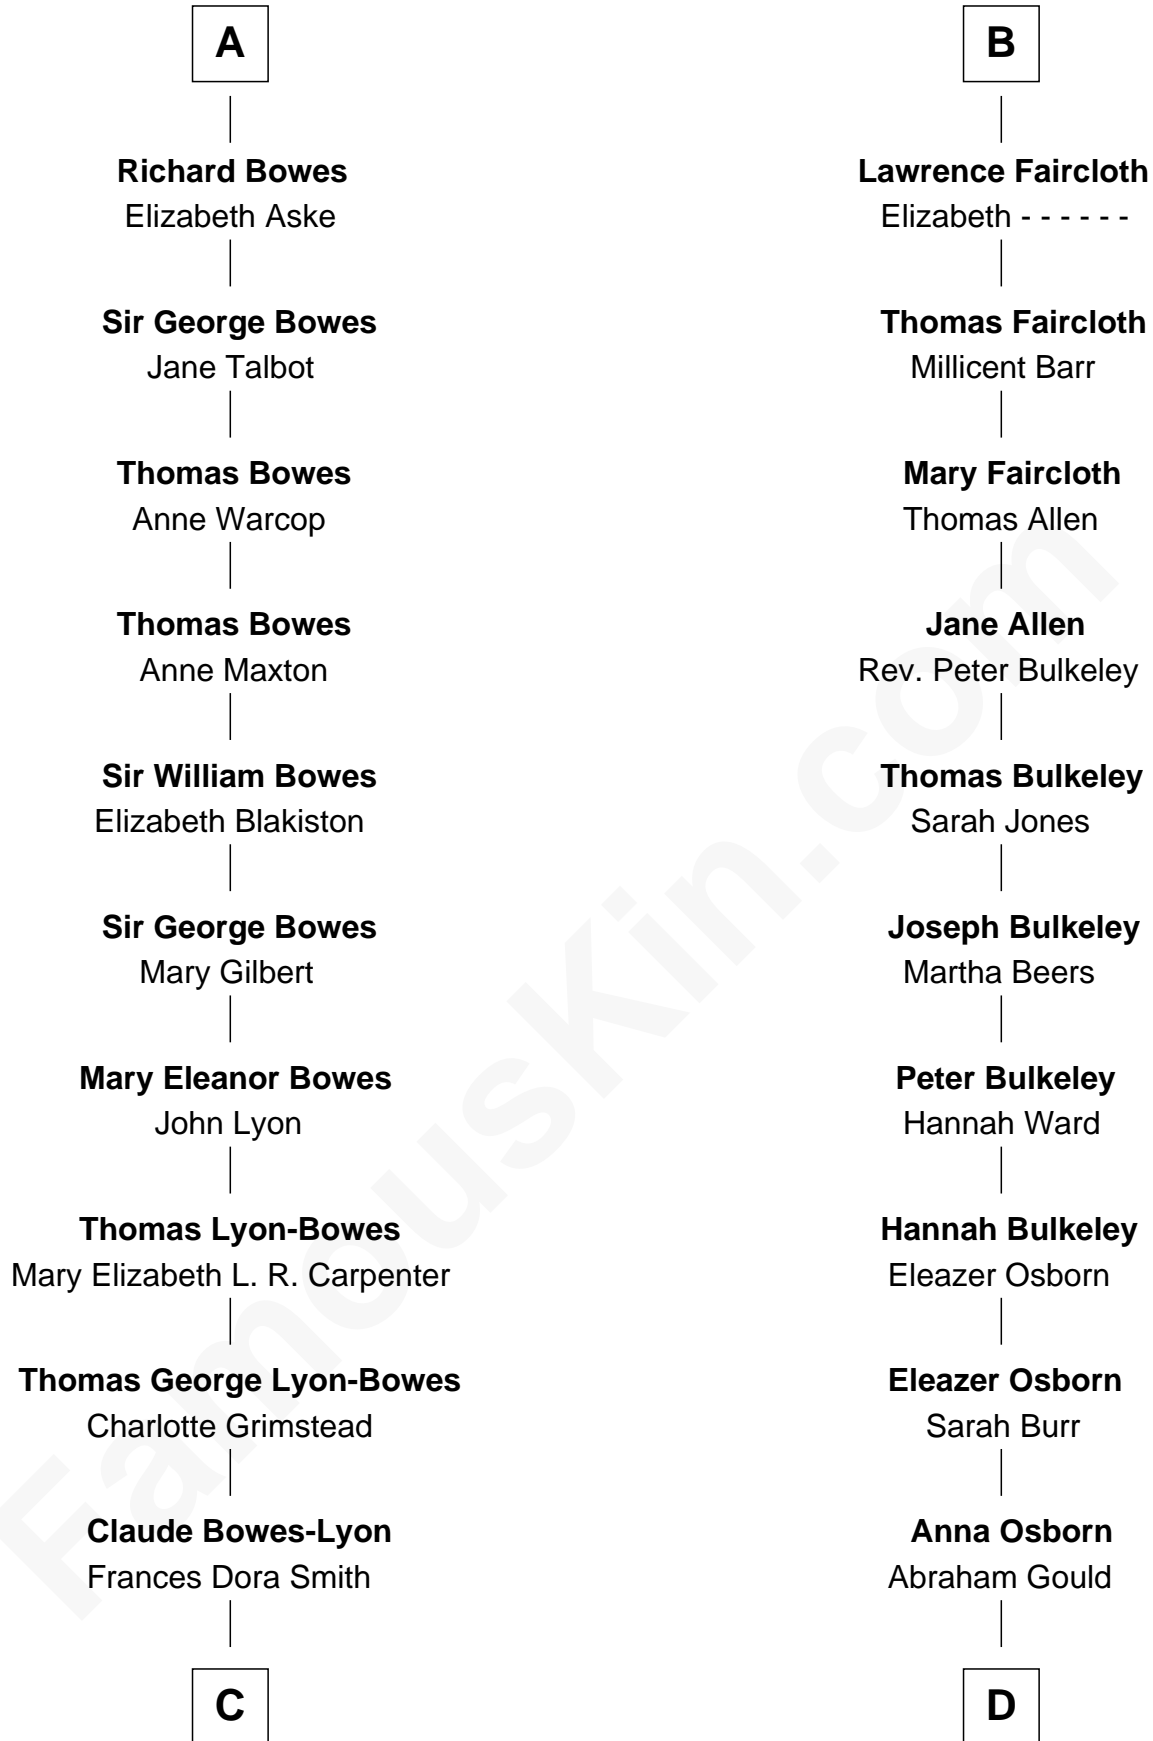 A
Richard Bowes
Elizabeth Aske
Sir George Bowes
Jane Talbot
Thomas Bowes
Anne Warcop
Thomas Bowes
Anne Maxton
Sir William Bowes
Elizabeth Blakiston
Sir George Bowes
Mary Gilbert
Mary Eleanor Bowes
John Lyon
Thomas Lyon-Bowes
Mary Elizabeth L. R. Carpenter
Thomas George Lyon-Bowes
Charlotte Grimstead
Claude Bowes-Lyon
Frances Dora Smith
C
B
Lawrence Faircloth
Elizabeth - - - - - -
Thomas Faircloth
Millicent Barr
Mary Faircloth
Thomas Allen
Jane Allen
Rev. Peter Bulkeley
Thomas Bulkeley
Sarah Jones
Joseph Bulkeley
Martha Beers
Peter Bulkeley
Hannah Ward
Hannah Bulkeley
Eleazer Osborn
Eleazer Osborn
Sarah Burr
Anna Osborn
Abraham Gould
D
FamousKin.com